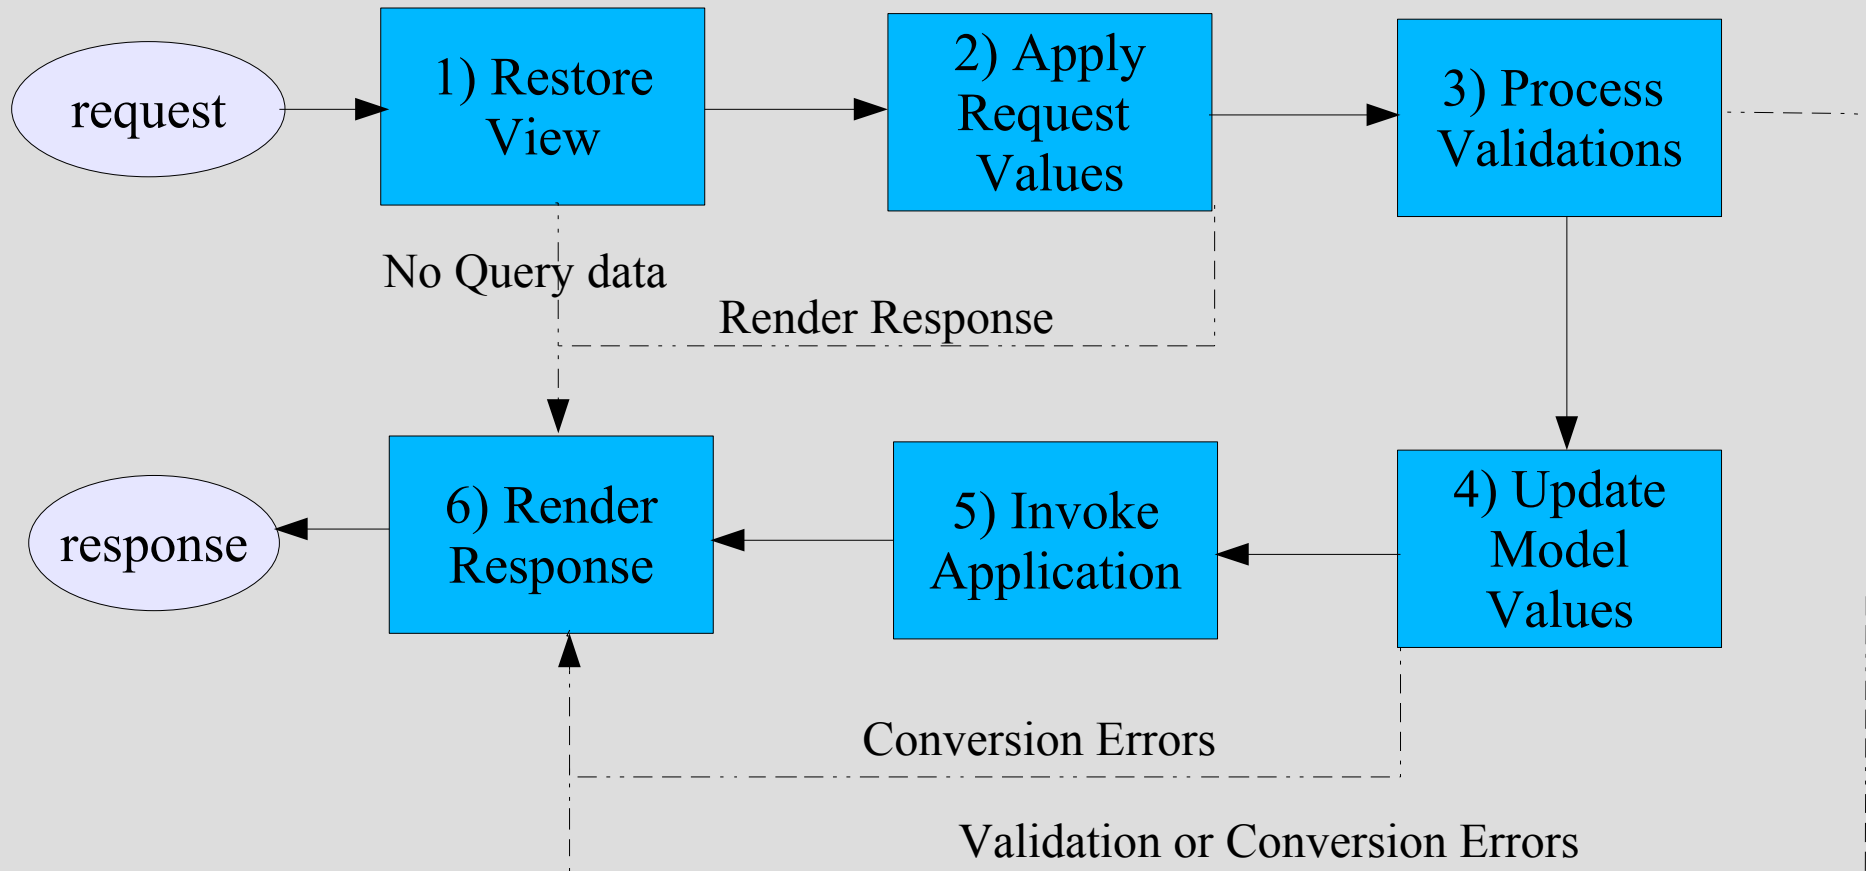 request
1) Restore
View
2) Apply
Request
Values
3) Process
Validations
No Query data
Render Response
response
6) Render
Response
5) Invoke
Application
4) Update
Model
Values
Conversion Errors
Validation or Conversion Errors